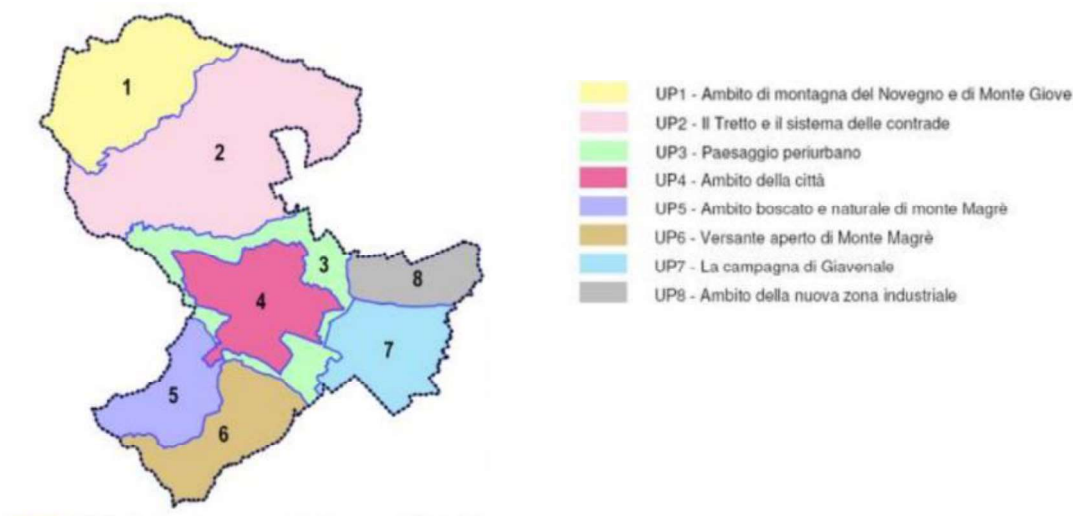 1
2
3
4
5
6
7
8
UP1 - Ambito di montagna del Novegno e di Monte Giove
UP2 - Il Tretto e il sistema delle contrade
UP3 - Paesaggio periurbano
UP4 - Ambito della città
UP5 - Ambito boscato e naturale di monte Magrè
UP6 - Versante aperto di Monte Magrè
UP7 - La campagna di Giavenale
UP8 - Ambito della nuova zona industriale